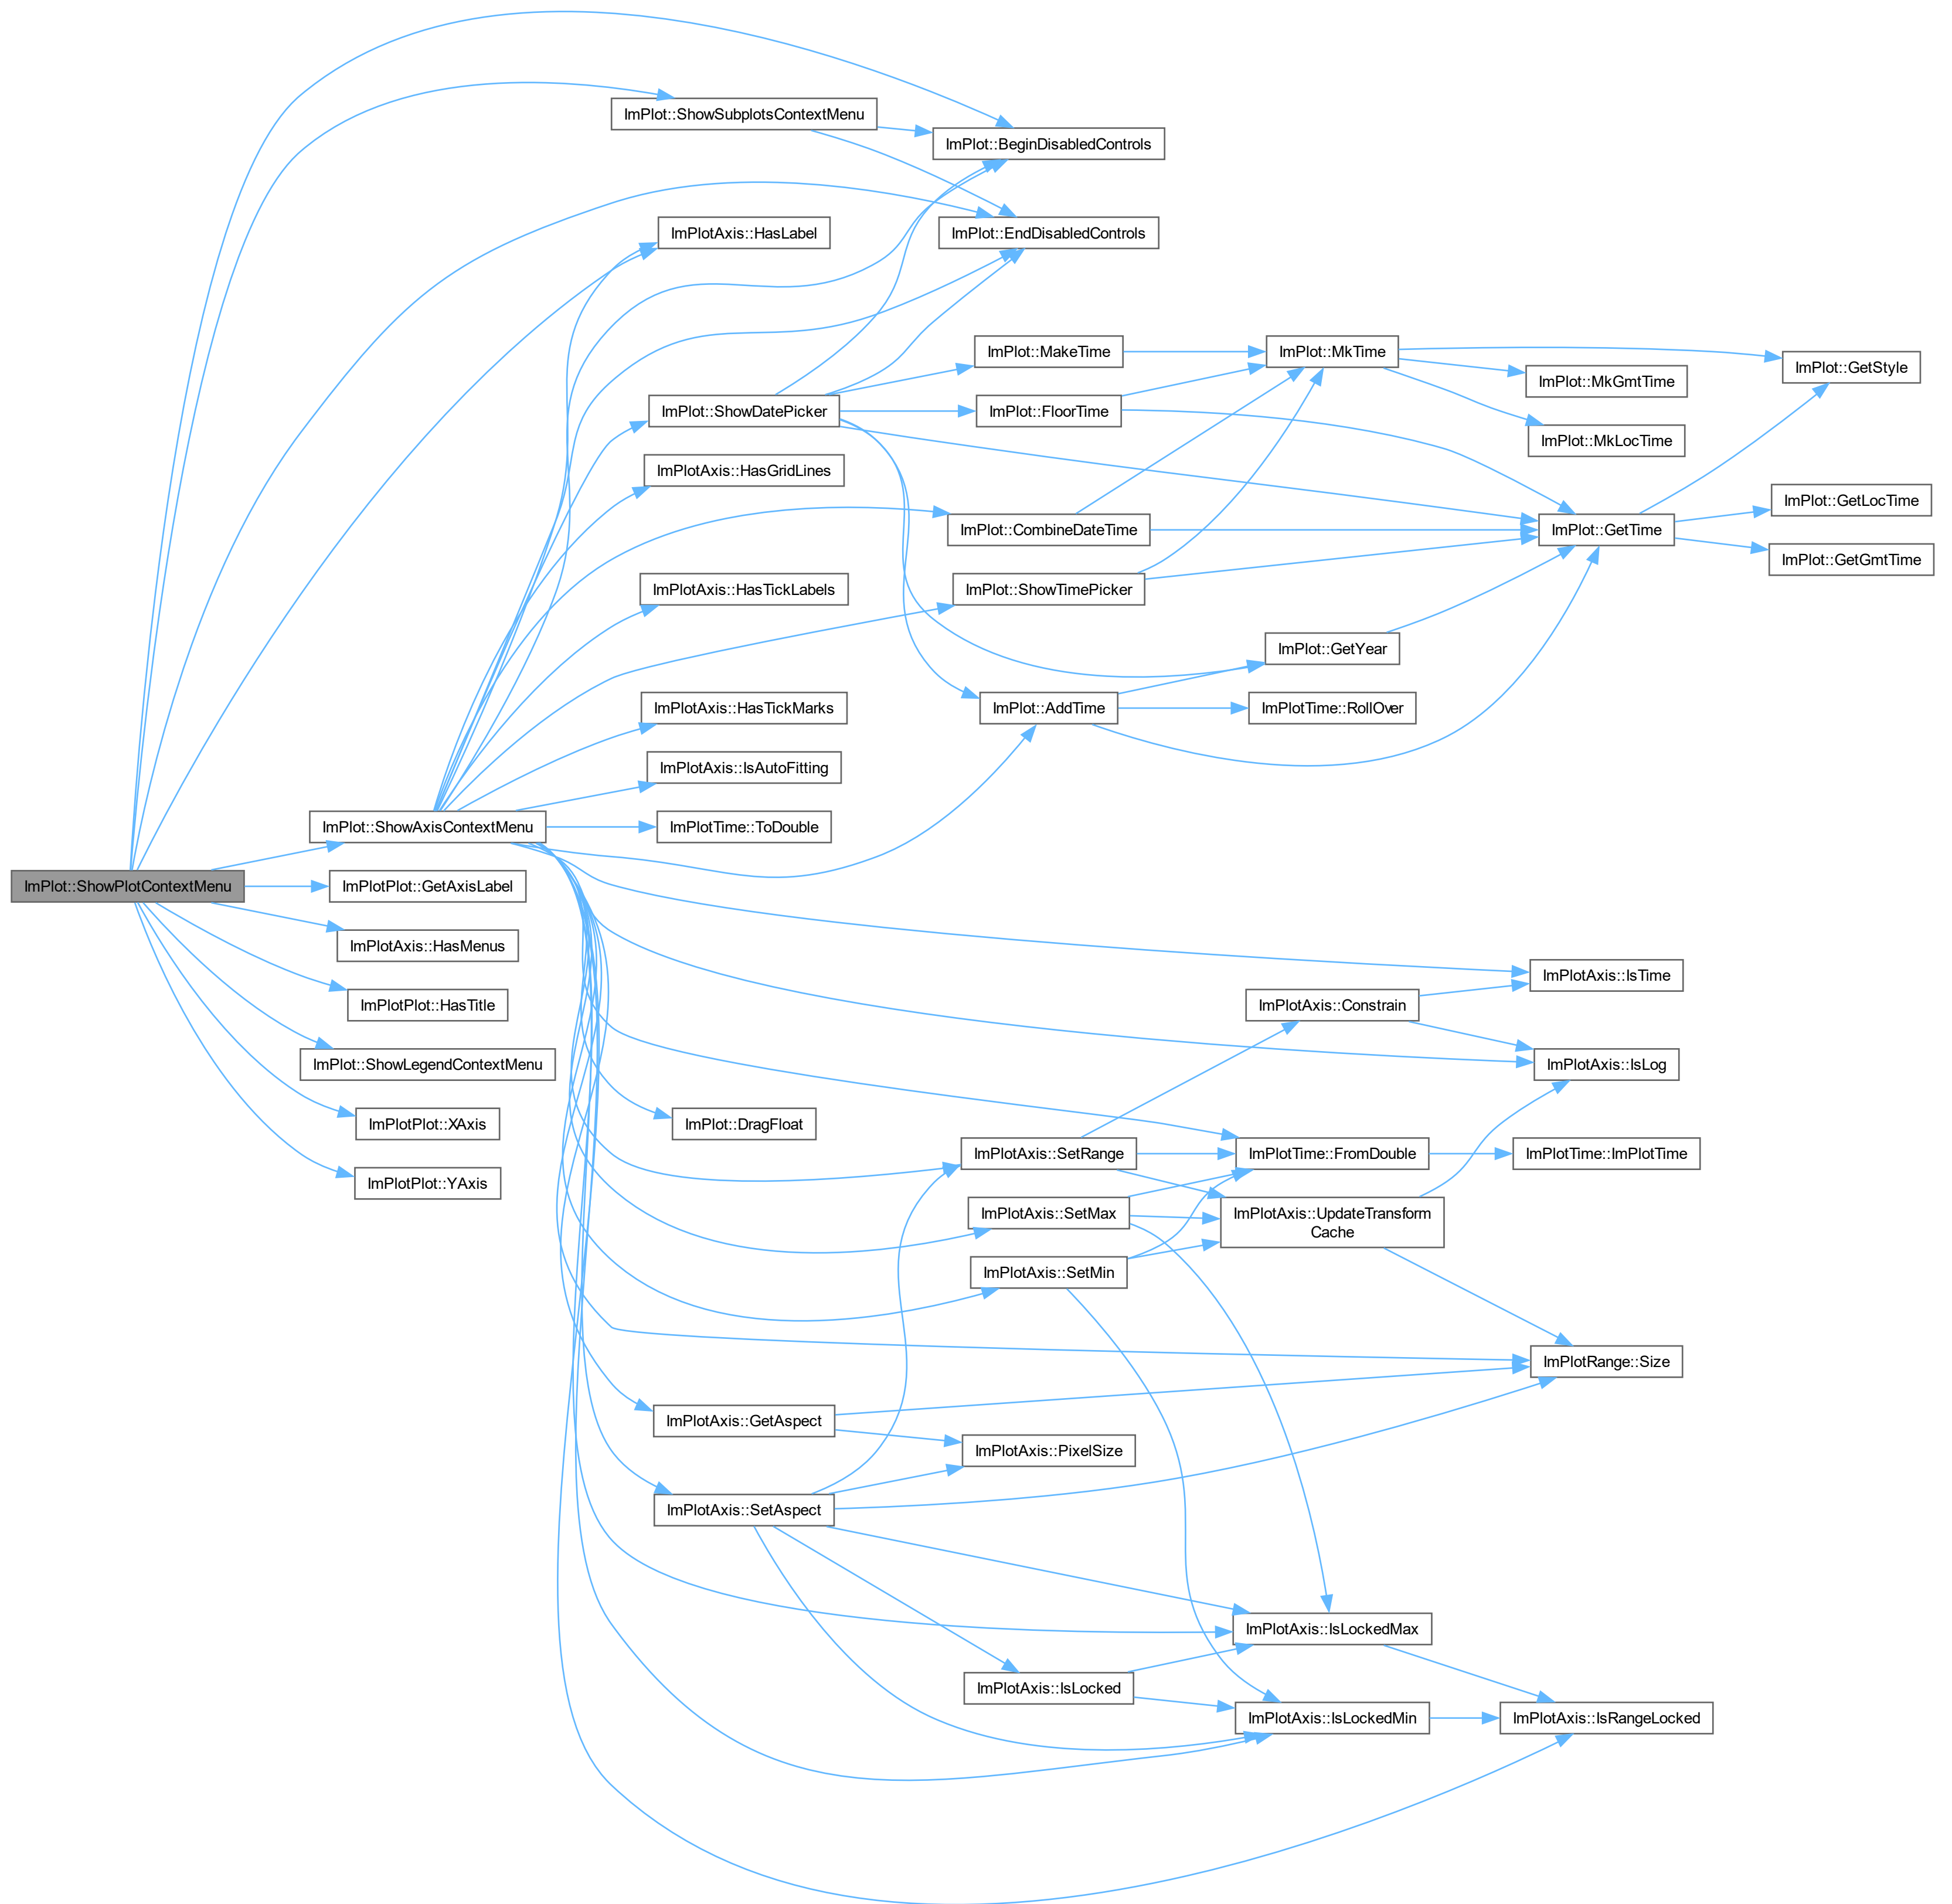 ImPlot::ShowSubplotsContextMenu
ImPlot::BeginDisabledControls
ImPlotAxis::HasLabel
ImPlot::EndDisabledControls
ImPlot::MakeTime
ImPlot::MkTime
ImPlot::GetStyle
ImPlot::MkGmtTime
ImPlot::ShowDatePicker
ImPlot::FloorTime
ImPlot::MkLocTime
ImPlotAxis::HasGridLines
ImPlot::GetLocTime
ImPlot::CombineDateTime
ImPlot::GetTime
ImPlot::GetGmtTime
ImPlotAxis::HasTickLabels
ImPlot::ShowTimePicker
ImPlot::GetYear
ImPlotAxis::HasTickMarks
ImPlot::AddTime
ImPlotTime::RollOver
ImPlotAxis::IsAutoFitting
ImPlot::ShowAxisContextMenu
ImPlotTime::ToDouble
ImPlot::ShowPlotContextMenu
ImPlotPlot::GetAxisLabel
ImPlotAxis::HasMenus
ImPlotAxis::IsTime
ImPlotPlot::HasTitle
ImPlotAxis::Constrain
ImPlot::ShowLegendContextMenu
ImPlotAxis::IsLog
ImPlotPlot::XAxis
ImPlot::DragFloat
ImPlotAxis::SetRange
ImPlotTime::FromDouble
ImPlotTime::ImPlotTime
ImPlotPlot::YAxis
ImPlotAxis::SetMax
ImPlotAxis::UpdateTransform
Cache
ImPlotAxis::SetMin
ImPlotRange::Size
ImPlotAxis::GetAspect
ImPlotAxis::PixelSize
ImPlotAxis::SetAspect
ImPlotAxis::IsLockedMax
ImPlotAxis::IsLocked
ImPlotAxis::IsLockedMin
ImPlotAxis::IsRangeLocked